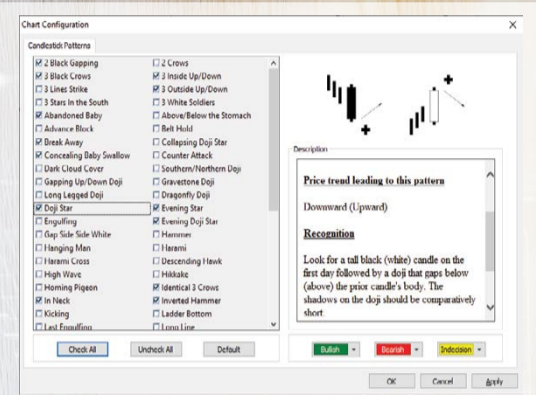 Chart Configuration
Candlestick Patterns
2 Black Gapping
2 Crows
3 Black Crows
3 Inside Up/Down
3 Lines Strike
3 Outside Up/Down
3 Stars In the South
3 White Soldiers
Abandoned Baby
Above/Below the Stomach
Advance Block
Belt Hold
Break Away
Collapsing Doji Star
Concealing Baby Swallow
Counter Attack
Dark Cloud Cover
Southern/Northern Doji
Gapping Up/Down Doji
Gravestone Doji
Long Legged Doji
Dragonfly Doji
Doji Star
Evening Star
Engulfing
Evening Doji Star
Gap Side Side White
Hammer
Hanging Man
Harami
Harami Cross
Descending Hawk
High Wave
Hikkake
Homing Pigeon
Identical 3 Crows
In Neck
Inverted Hammer
Kicking
Ladder Bottom
Last Engulfing
Long Line
Check All
Uncheck All
Default
Description
Price trend leading to this pattern
Downward (Upward)
Recognition
Look for a tall black (white) candle on the
first day followed by a doji that gaps below
(above) the prior candle's body. The
shadows on the doji should be comparatively
short
Bullish
Bearish
Indecision
OK
Cancel
Apply